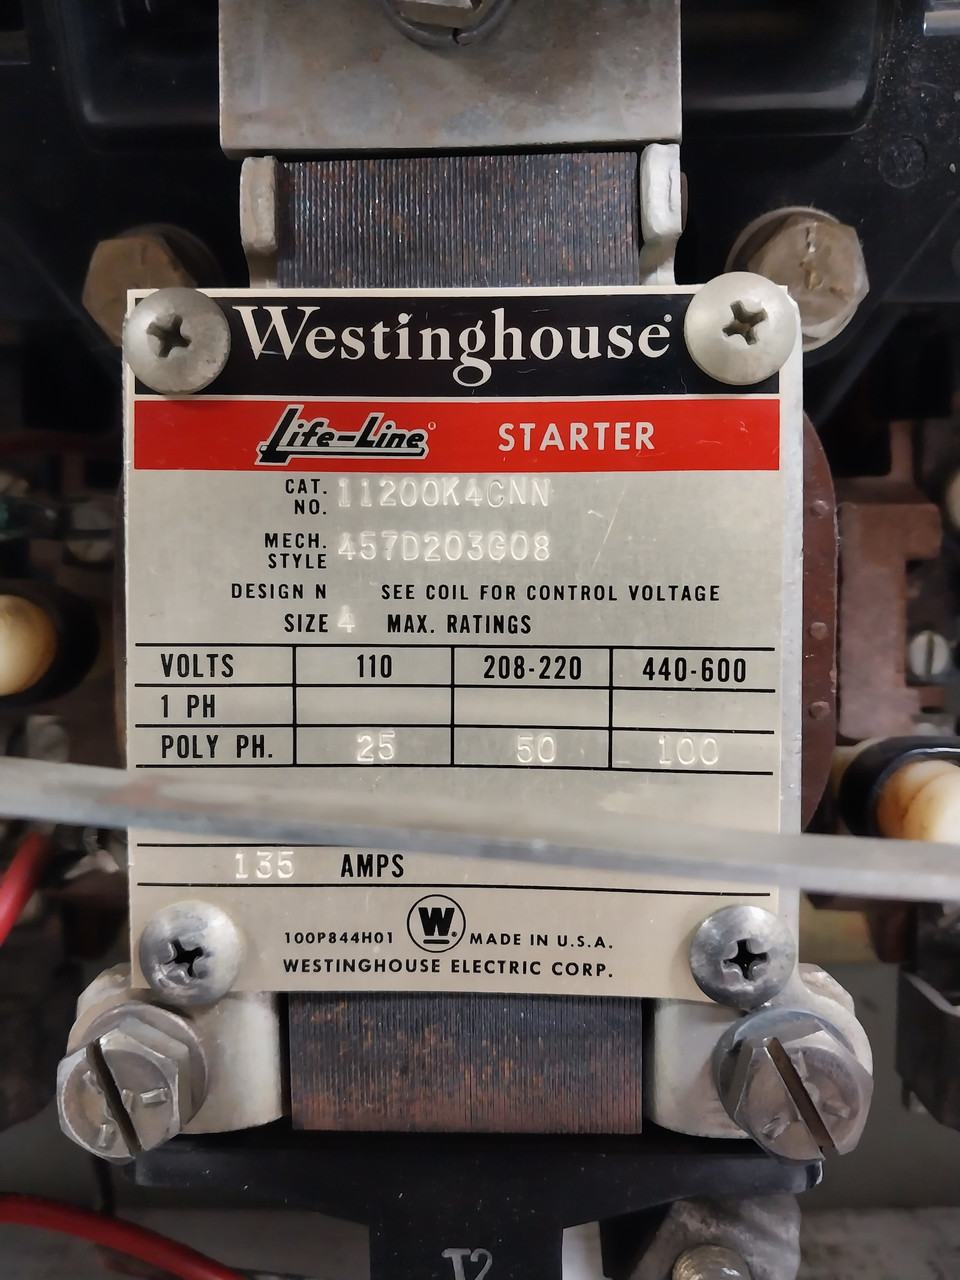 Westinghouse®
Life-Line® STARTER
CAT. NO. 11200K4CNN
MECH. STYLE 457D203G08
DESIGN N SEE COIL FOR CONTROL VOLTAGE
SIZE 4 MAX. RATINGS
VOLTS 110 208-220 440-600
1 PH
POLY PH. 25 50 100
135 AMPS
100P844H01 W MADE IN U.S.A.
WESTINGHOUSE ELECTRIC CORP.
T2